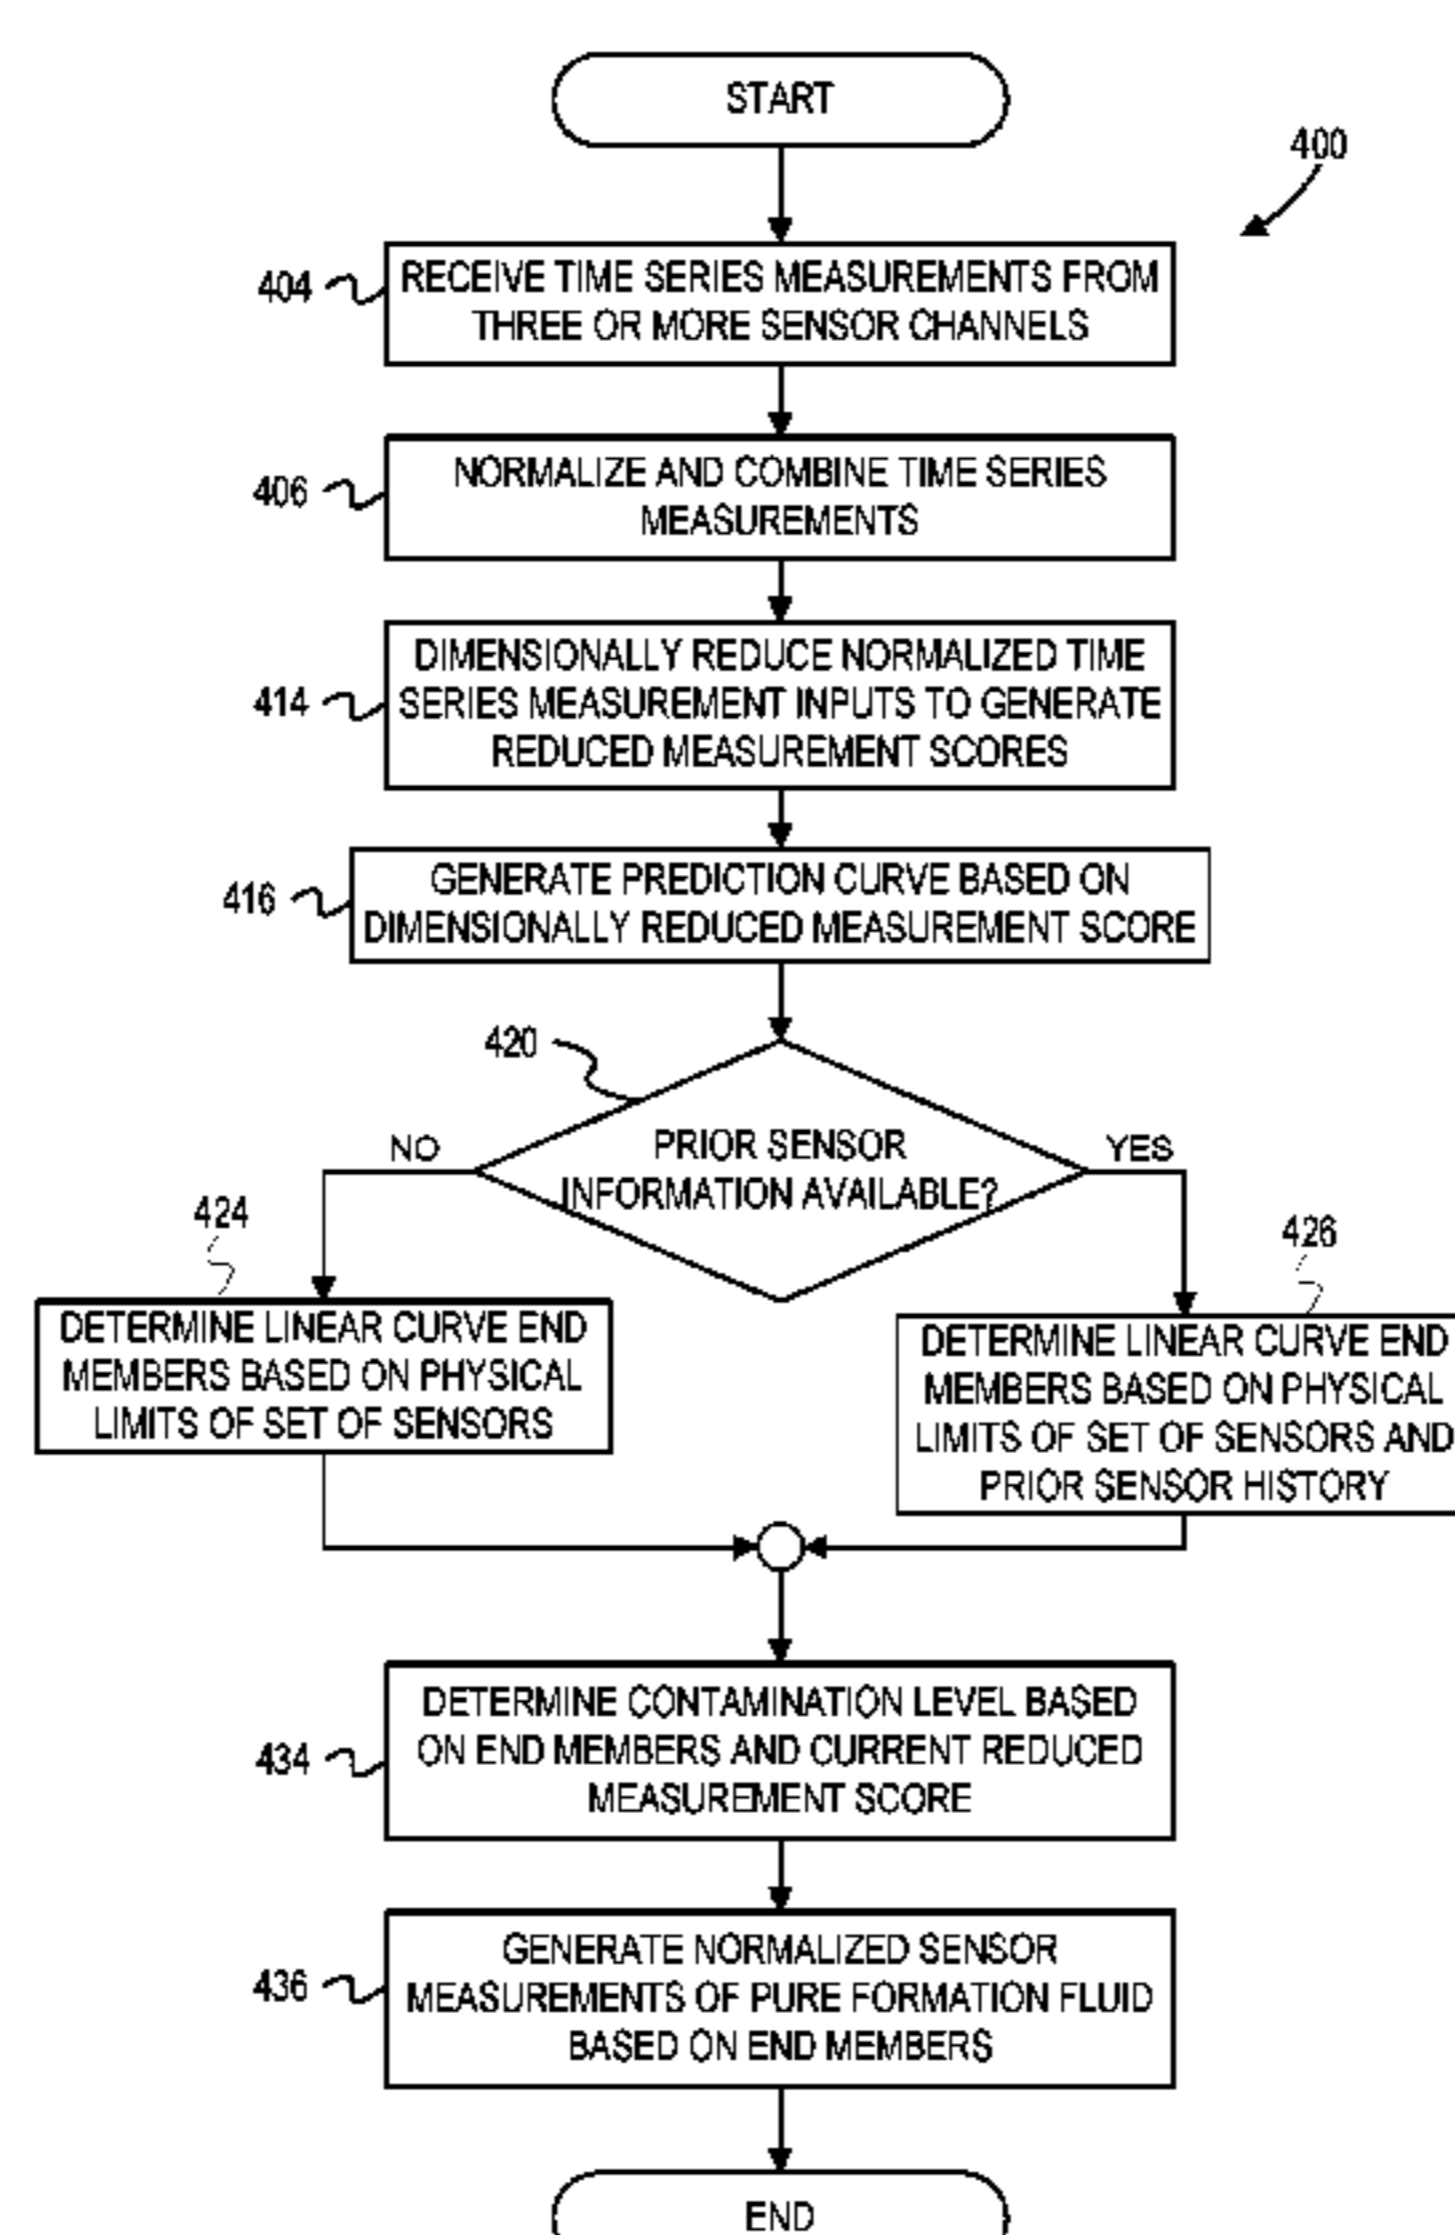 START
400
404
RECEIVE TIME SERIES MEASUREMENTS FROM
THREE OR MORE SENSOR CHANNELS
406
NORMALIZE AND COMBINE TIME SERIES
MEASUREMENTS
414
DIMENSIONALLY REDUCE NORMALIZED TIME
SERIES MEASUREMENT INPUTS TO GENERATE
REDUCED MEASUREMENT SCORES
416
GENERATE PREDICTION CURVE BASED ON
DIMENSIONALLY REDUCED MEASUREMENT SCORE
420
PRIOR SENSOR
INFORMATION AVAILABLE?
NO
YES
424
DETERMINE LINEAR CURVE END
MEMBERS BASED ON PHYSICAL
LIMITS OF SET OF SENSORS
426
DETERMINE LINEAR CURVE END
MEMBERS BASED ON PHYSICAL
LIMITS OF SET OF SENSORS AND
PRIOR SENSOR HISTORY
434
DETERMINE CONTAMINATION LEVEL BASED
ON END MEMBERS AND CURRENT REDUCED
MEASUREMENT SCORE
436
GENERATE NORMALIZED SENSOR
MEASUREMENTS OF PURE FORMATION FLUID
BASED ON END MEMBERS
END